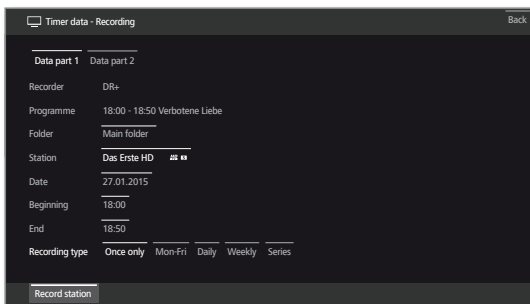 Timer data - Recording Back
Data part 1 Data part 2
Recorder DR+
Programme 18:00 - 18:50 Verbotene Liebe
Folder Main folder
Station Das Erste HD
Date 27.01.2015
Beginning 18:00
End 18:50
Recording type Once only Mon-Fri Daily Weekly Series
Record station